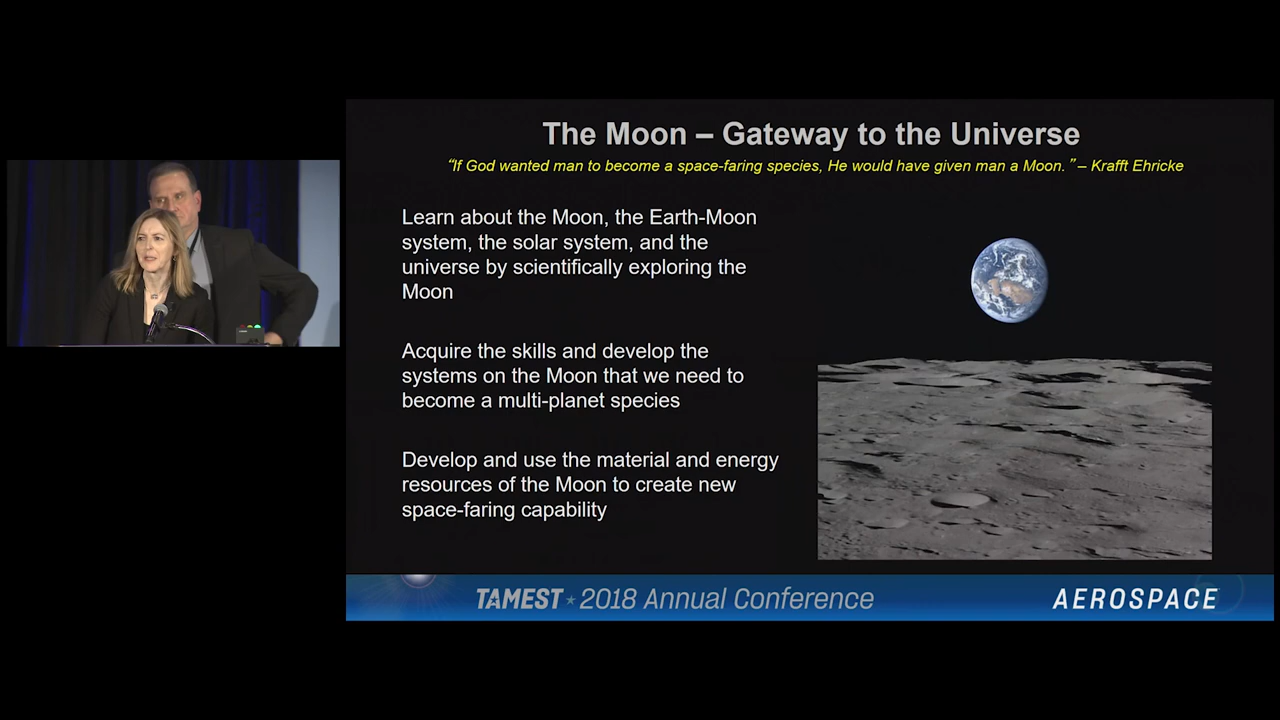 The Moon – Gateway to the Universe
“If God wanted man to become a space-faring species, He would have given man a Moon.” – Krafft Ehricke
Learn about the Moon, the Earth-Moon
system, the solar system, and the
universe by scientifically exploring the
Moon
Acquire the skills and develop the
systems on the Moon that we need to
become a multi-planet species
Develop and use the material and energy
resources of the Moon to create new
space-faring capability
TAMEST ★ 2018 Annual Conference
AEROSPACE